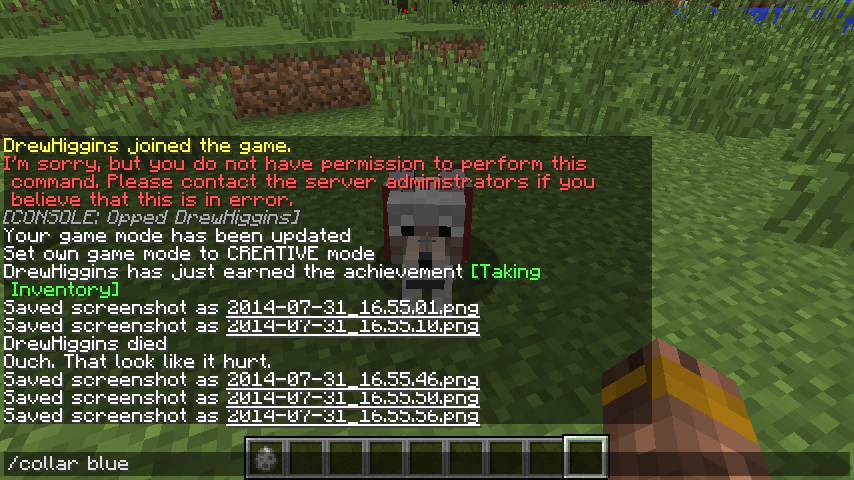 DrewHiggins joined the game.
I'm sorry, but you do not have permission to perform this
command. Please contact the server administrators if you
believe that this is in error.
[CONSOLE: Opped DrewHiggins]
Your game mode has been updated
Set own game mode to CREATIVE mode
DrewHiggins has just earned the achievement [Taking
Inventory]
Saved screenshot as 2014-07-31_16.55.01.png
Saved screenshot as 2014-07-31_16.55.10.png
DrewHiggins died
Ouch. That look like it hurt.
Saved screenshot as 2014-07-31_16.55.46.png
Saved screenshot as 2014-07-31_16.55.50.png
Saved screenshot as 2014-07-31_16.55.56.png
/collar blue